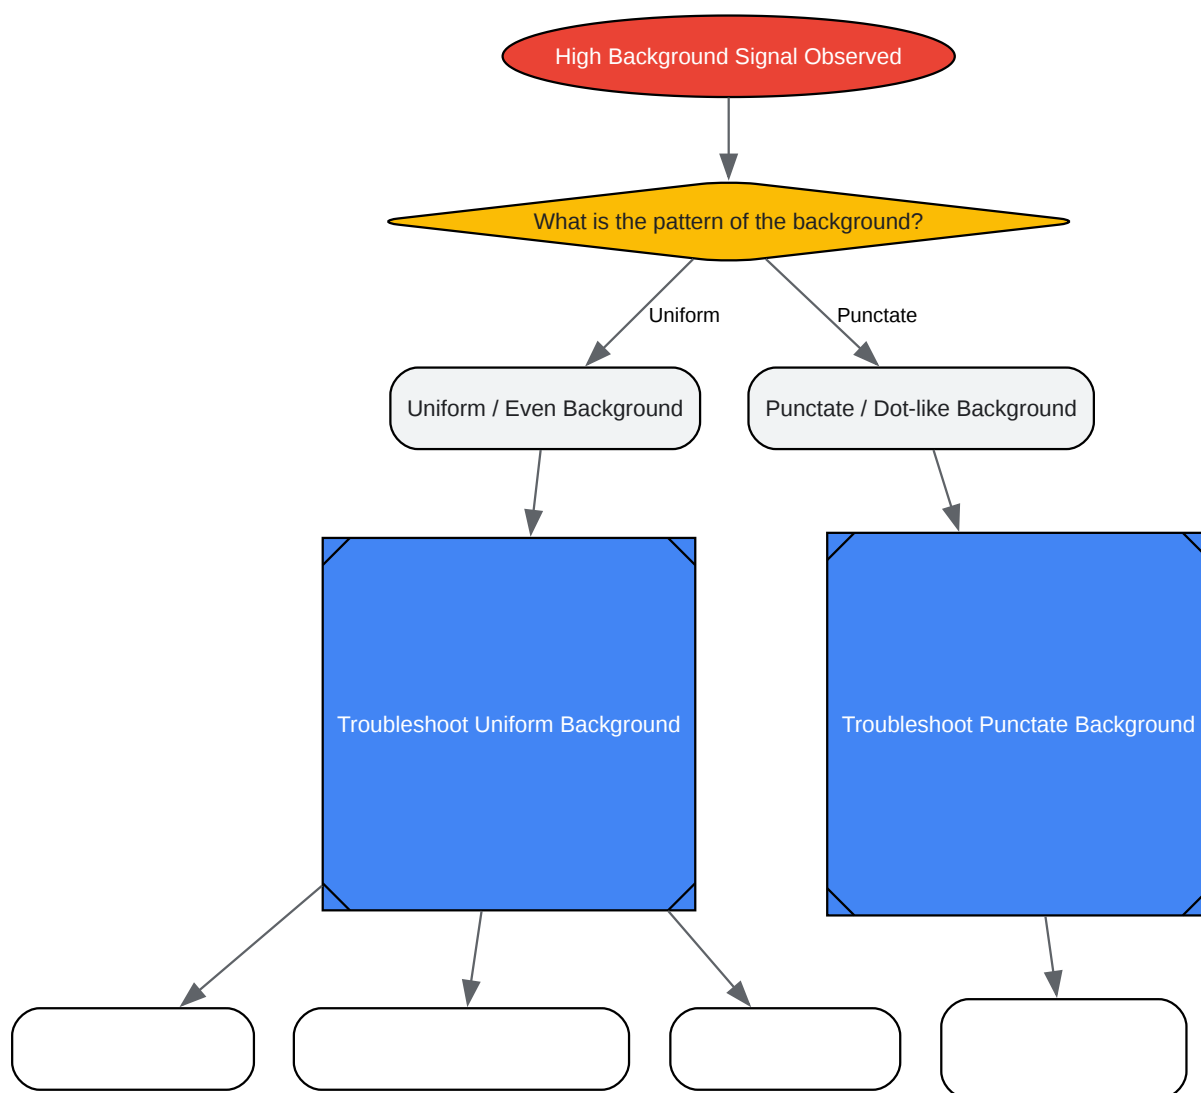 High Background Signal Observed
What is the pattern of the background?
Uniform
Punctate
Uniform / Even Background
Punctate / Dot-like Background
Troubleshoot Uniform Background
Troubleshoot Punctate Background